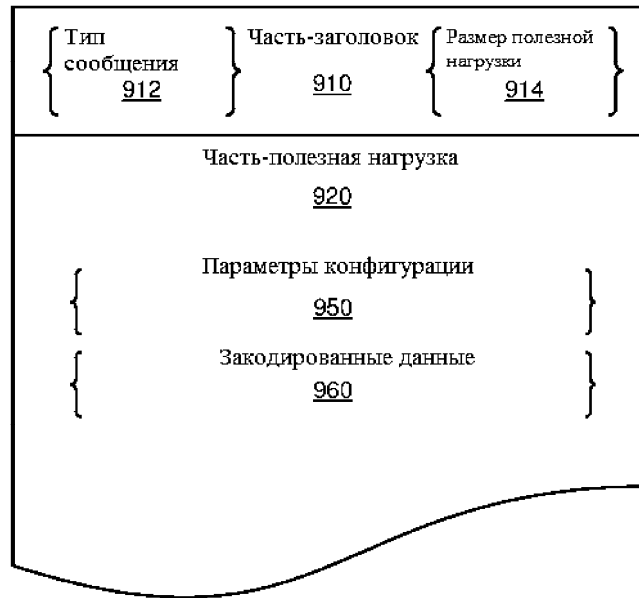 Тип сообщения
912
Часть-заголовок
910
Размер полезной нагрузки
914
Часть-полезная нагрузка
920
Параметры конфигурации
950
Закодированные данные
960